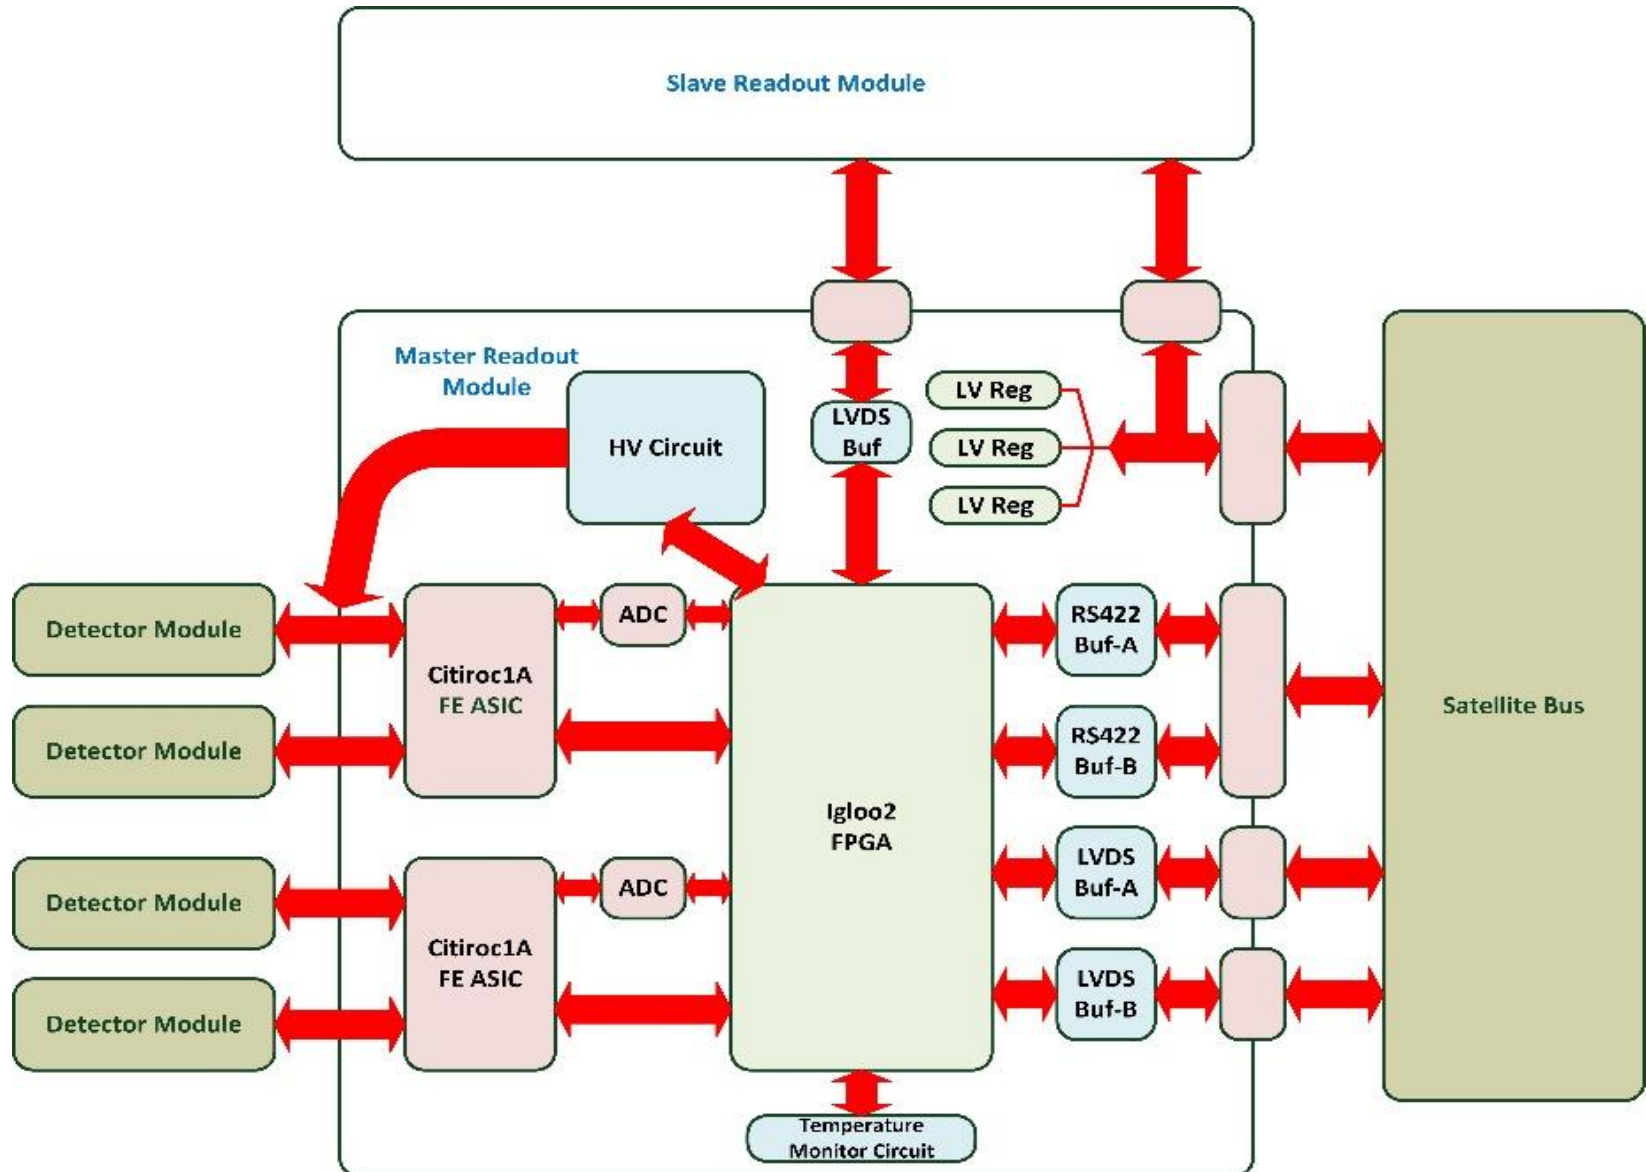 Slave Readout Module
Master Readout
Module
HV Circuit
LVDS
Buf
LV Reg
LV Reg
LV Reg
Detector Module
Detector Module
Detector Module
Detector Module
Citiroc1A
FE ASIC
Citiroc1A
FE ASIC
ADC
ADC
Igloo2
FPGA
RS422
Buf-A
RS422
Buf-B
LVDS
Buf-A
LVDS
Buf-B
Satellite Bus
Temperature
Monitor Circuit